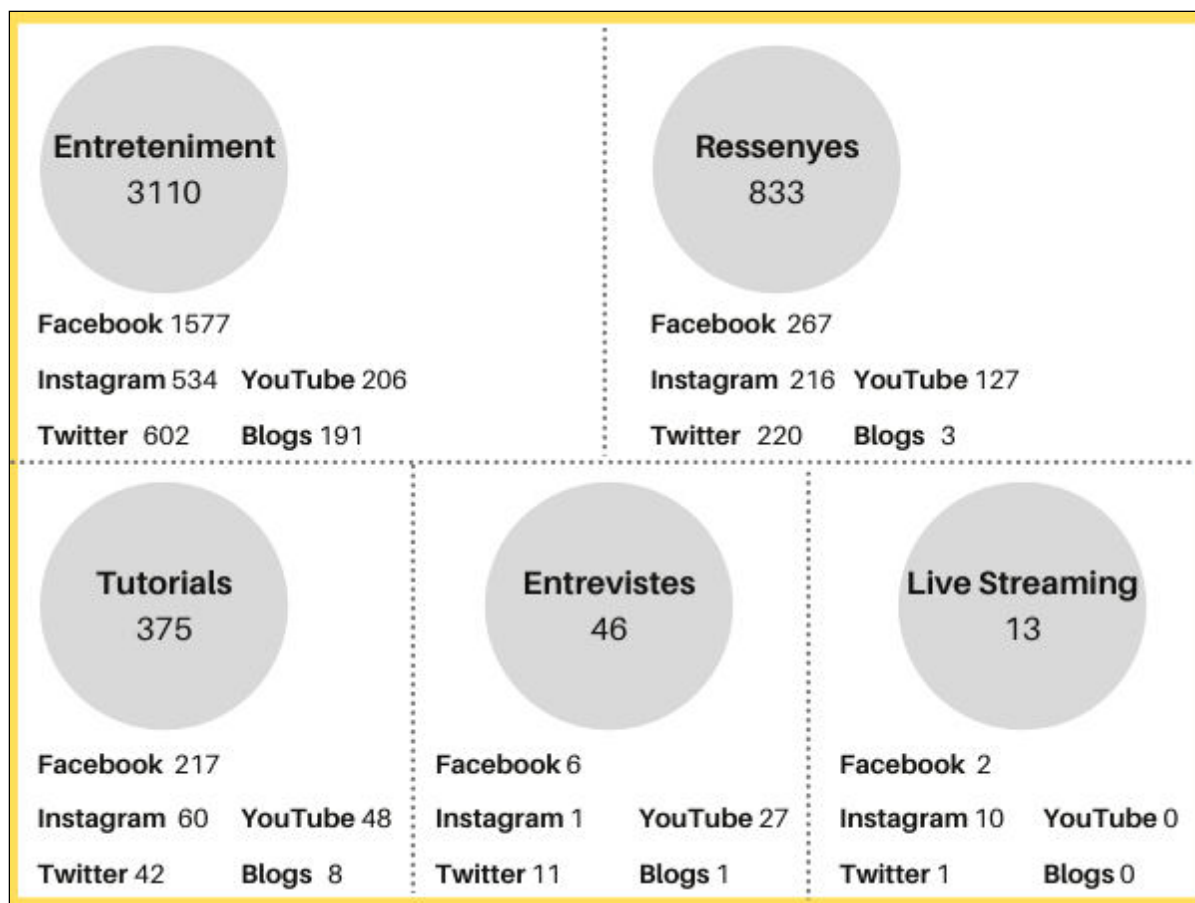 Entreteniment
3110
Facebook 1577
Instagram 534 YouTube 206
Twitter 602 Blogs 191
Ressenyes
833
Facebook 267
Instagram 216 YouTube 127
Twitter 220 Blogs 3
Tutorials
375
Facebook 217
Instagram 60 YouTube 48
Twitter 42 Blogs 8
Entrevistes
46
Facebook 6
Instagram 1 YouTube 27
Twitter 11 Blogs 1
Live Streaming
13
Facebook 2
Instagram 10 YouTube 0
Twitter 1 Blogs 0